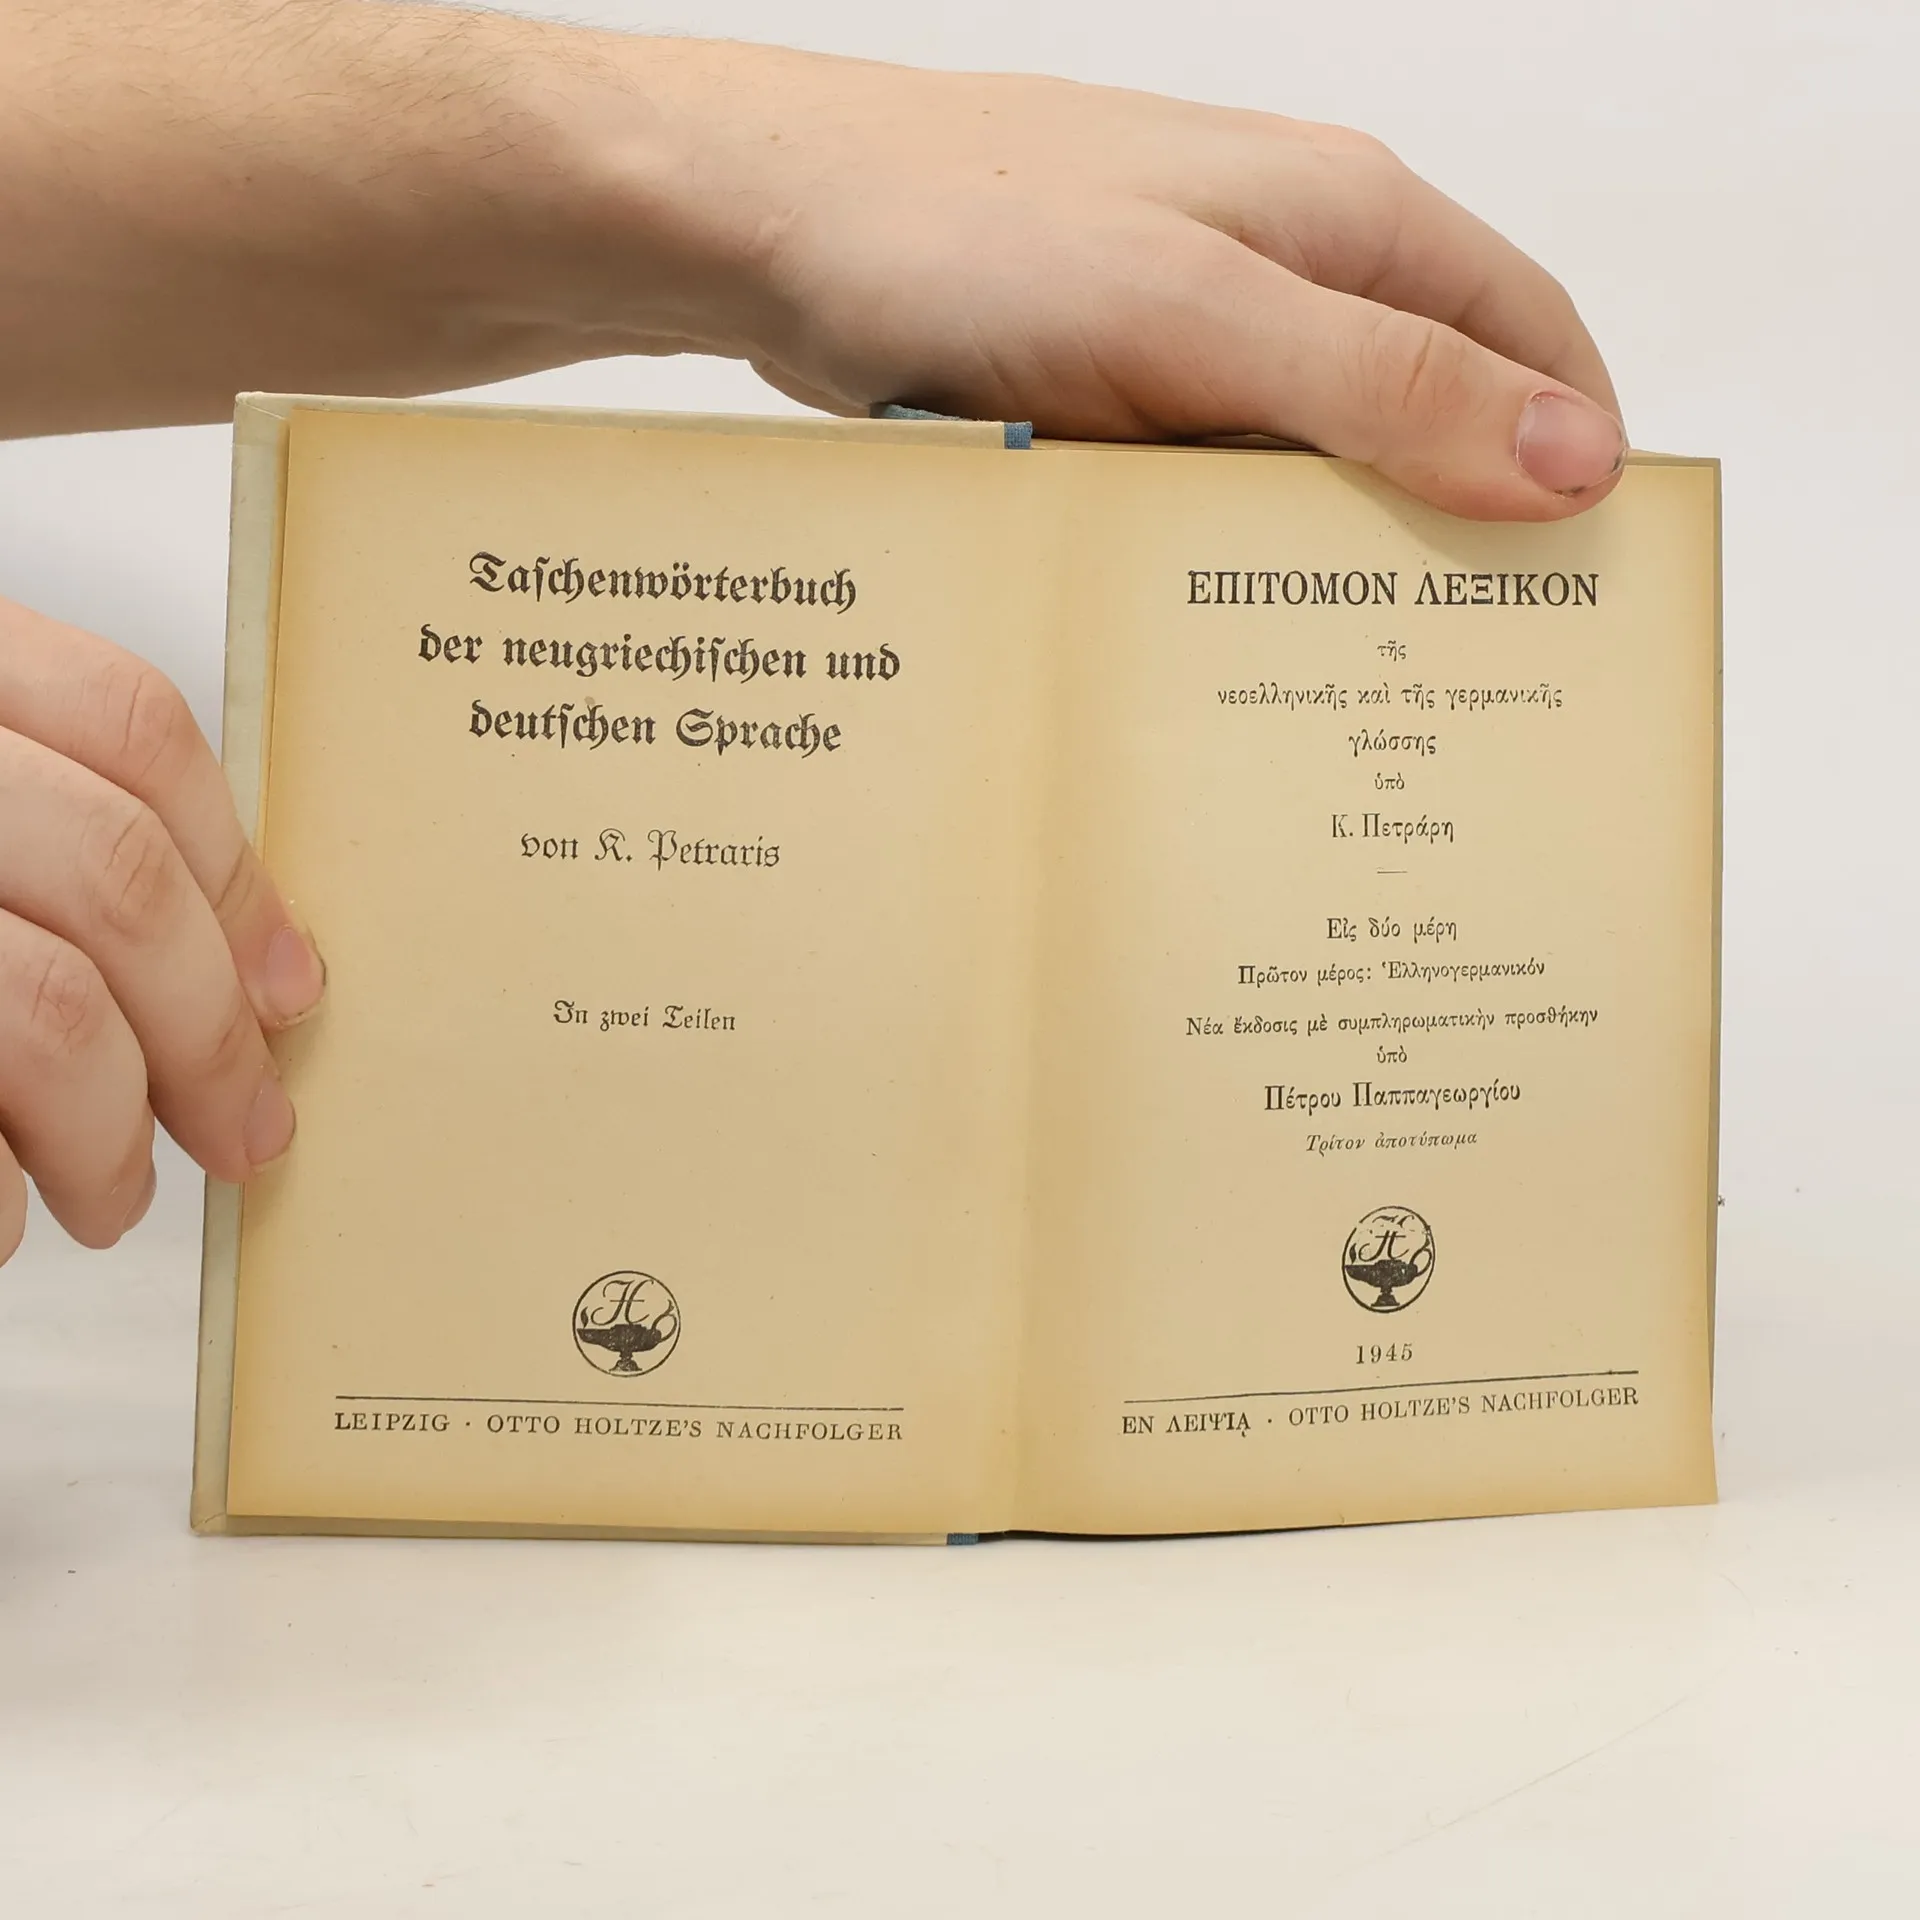 Taſchenwörterbuch
der neugriechiſchen und
deutſchen Sprache
von K. Petraris
In zwei Teilen
H
LEIPZIG · OTTO HOLTZE'S NACHFOLGER
ΕΠΙΤΟΜΟΝ ΛΕΞΙΚΟΝ
τῆς
νεοελληνικῆς καὶ τῆς γερμανικῆς
γλώσσης
ὑπὸ
Κ. Πετράρη
Εἰς δύο μέρη
Πρῶτον μέρος: Ἑλληνογερμανικόν
Νέα ἔκδοσις μὲ συμπληρωματικὴν προσθήκην
ὑπὸ
Πέτρου Παππαγεωργίου
Τρίτον ἀποτύπωμα
H
1945
ΕΝ ΛΕΙΨΙᾼ · OTTO HOLTZE'S NACHFOLGER